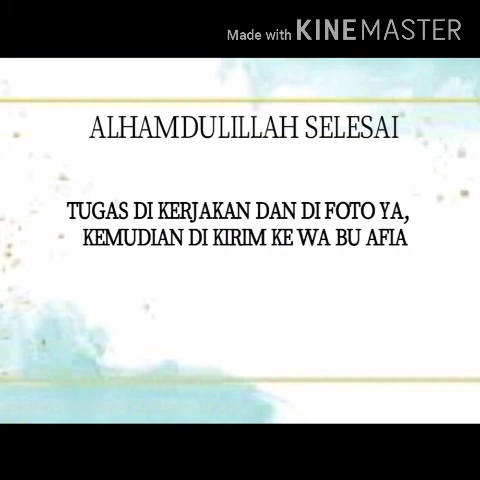 Made with KINEMASTER
ALHAMDULILLAH SELESAI
TUGAS DI KERJAKAN DAN DI FOTO YA,
KEMUDIAN DI KIRIM KE WA BU AFIA